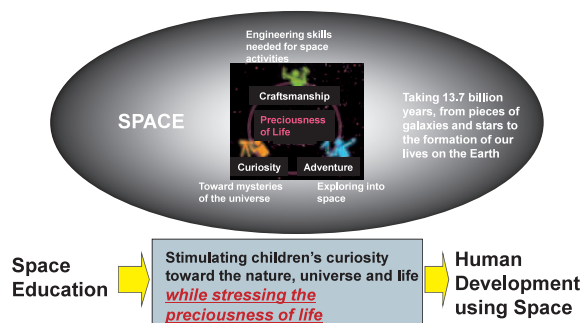 Engineering skills
needed for space
activities
Craftsmanship
Preciousness
of Life
Curiosity
Adventure
Toward mysteries
of the universe
Exploring into
space
SPACE
Taking 13.7 billion
years, from pieces of
galaxies and stars to
the formation of our
lives on the Earth
Space
Education
Stimulating children's curiosity
toward the nature, universe and life
while stressing the
preciousness of life
Human
Development
using Space